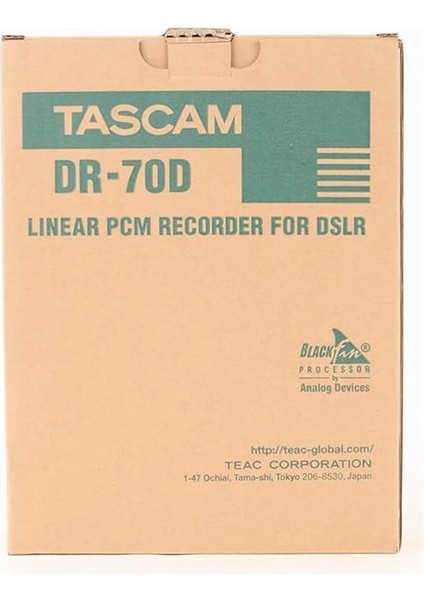 TASCAM
DR-70D
LINEAR PCM RECORDER FOR DSLR
BLACKfin®
PROCESSOR
by
Analog Devices
http://teac-global.com/
TEAC CORPORATION
1-47 Ochiai, Tama-shi, Tokyo 206-8530, Japan